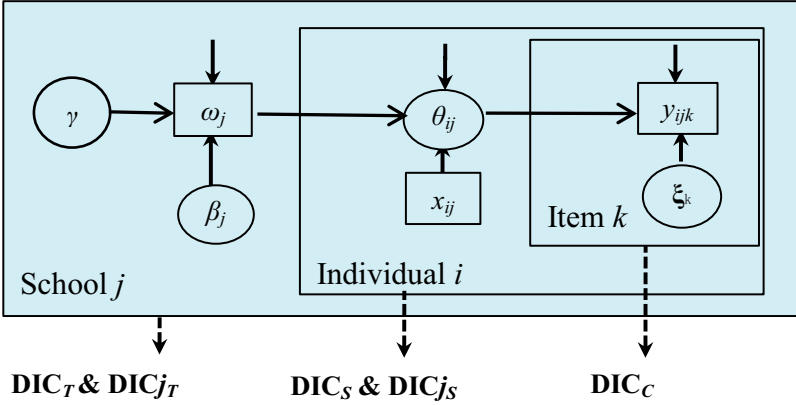 γ
ω_j
θ_ij
y_ijk
β_j
x_ij
ξ_k
Item k
School j
Individual i
DIC_T & DICj_T
DIC_S & DICj_S
DIC_C